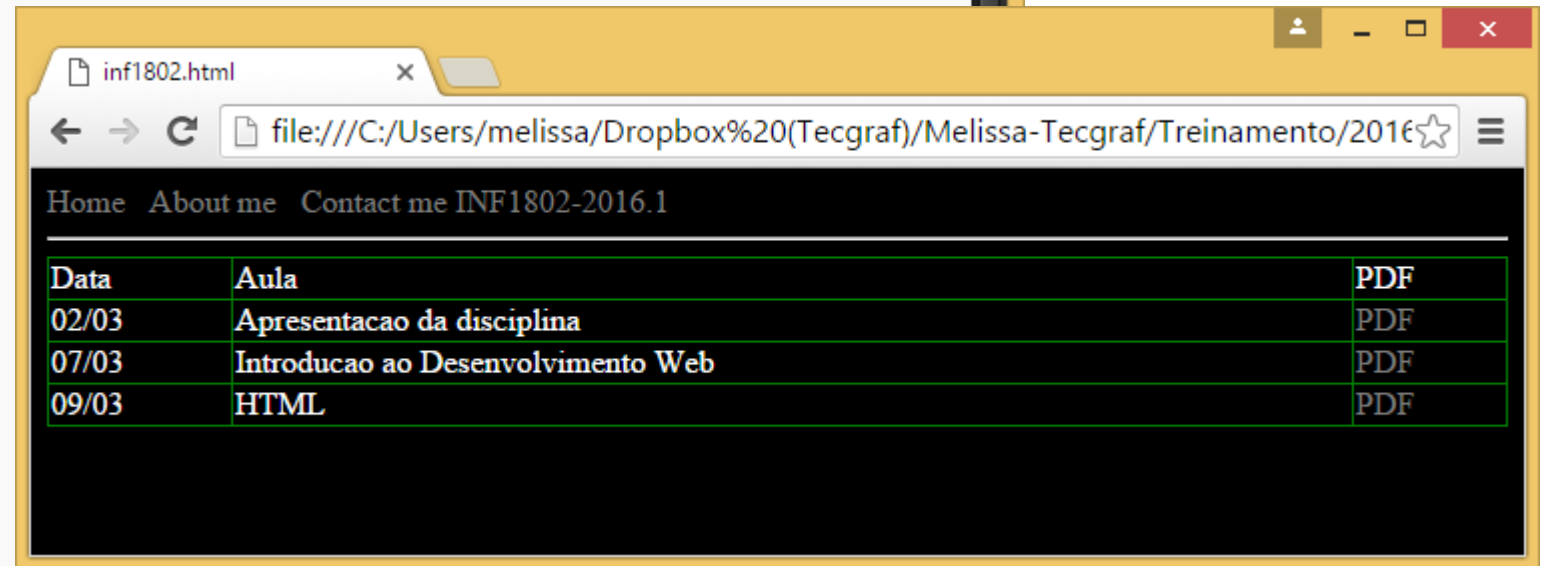 inf1802.html
file:///C:/Users/melissa/Dropbox%20(Tecgraf)/Melissa-Tecgraf/Treinamento/2016
Home About me Contact me INF1802-2016.1
Data Aula PDF
02/03 Apresentacao da disciplina PDF
07/03 Introducao ao Desenvolvimento Web PDF
09/03 HTML PDF